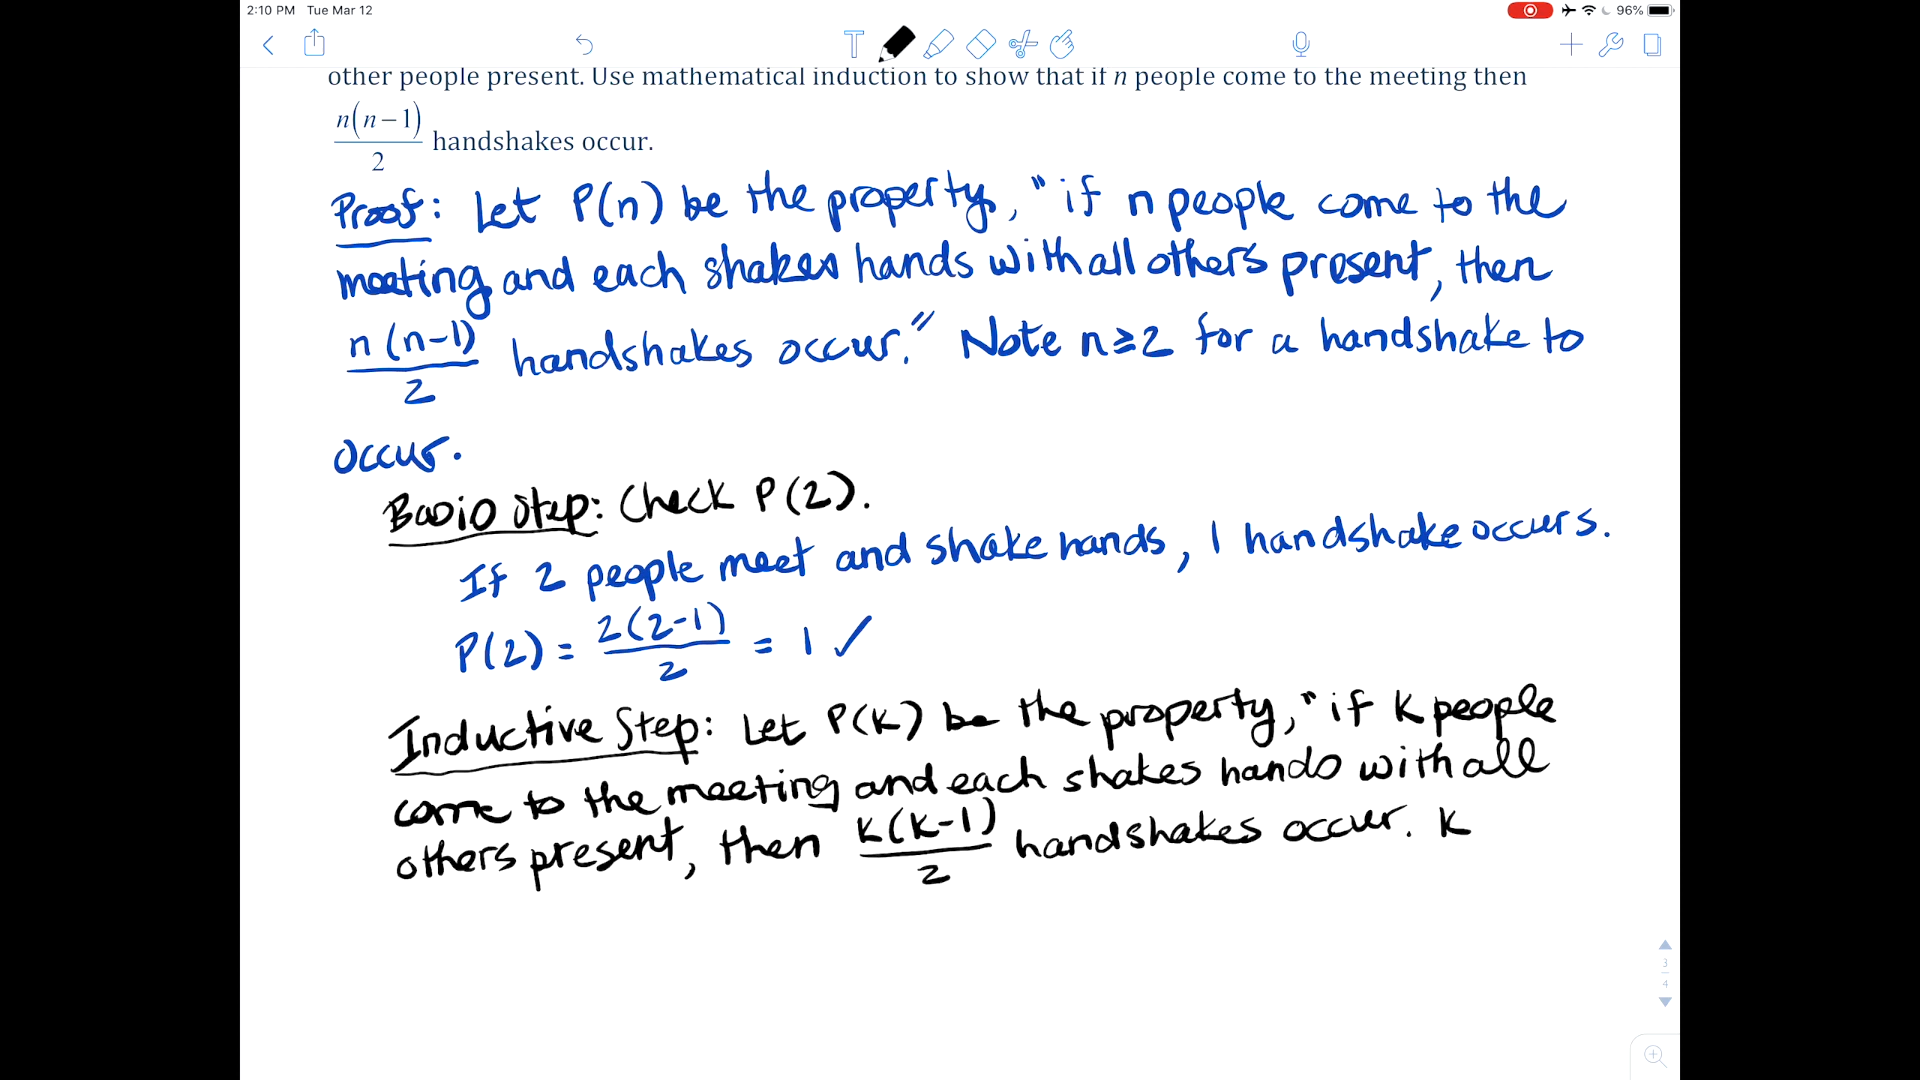 2:10 PM Tue Mar 12 96%
T
other people present. Use mathematical induction to show that if n people come to the meeting then
n(n−1)/2 handshakes occur.
Proof: Let P(n) be the property, "if n people come to the
meeting and each shakes hands with all others present, then
n(n-1)/2 handshakes occur." Note n≥2 for a handshake to
occur.
Basis Step: Check P(2).
If 2 people meet and shake hands, 1 handshake occurs.
P(2) = 2(2-1)/2 = 1 ✓
Inductive Step: Let P(k) be the property, "if k people
come to the meeting and each shakes hands with all
others present, then k(k-1)/2 handshakes occur. k
3
4